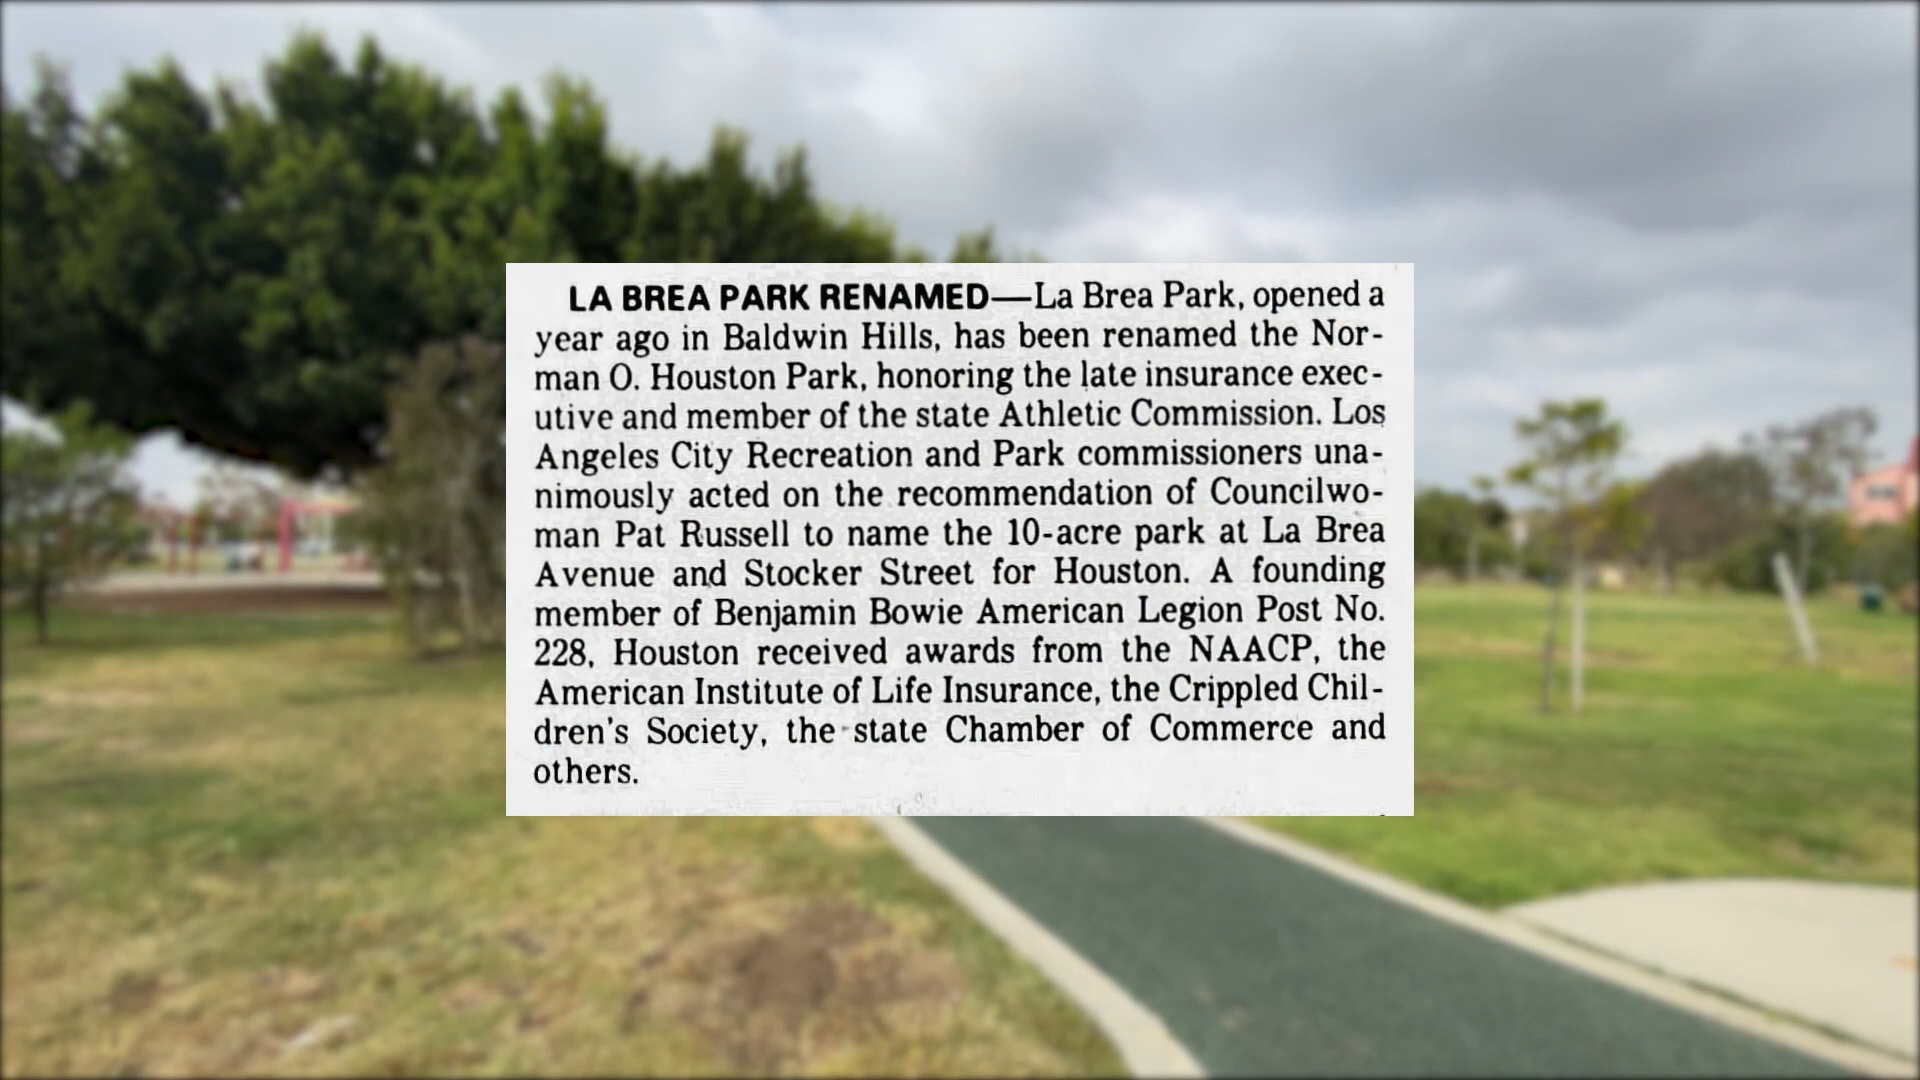 LA BREA PARK RENAMED—La Brea Park, opened a
year ago in Baldwin Hills, has been renamed the Nor-
man O. Houston Park, honoring the late insurance exec-
utive and member of the state Athletic Commission. Los
Angeles City Recreation and Park commissioners una-
nimously acted on the recommendation of Councilwo-
man Pat Russell to name the 10-acre park at La Brea
Avenue and Stocker Street for Houston. A founding
member of Benjamin Bowie American Legion Post No.
228, Houston received awards from the NAACP, the
American Institute of Life Insurance, the Crippled Chil-
dren's Society, the state Chamber of Commerce and
others.